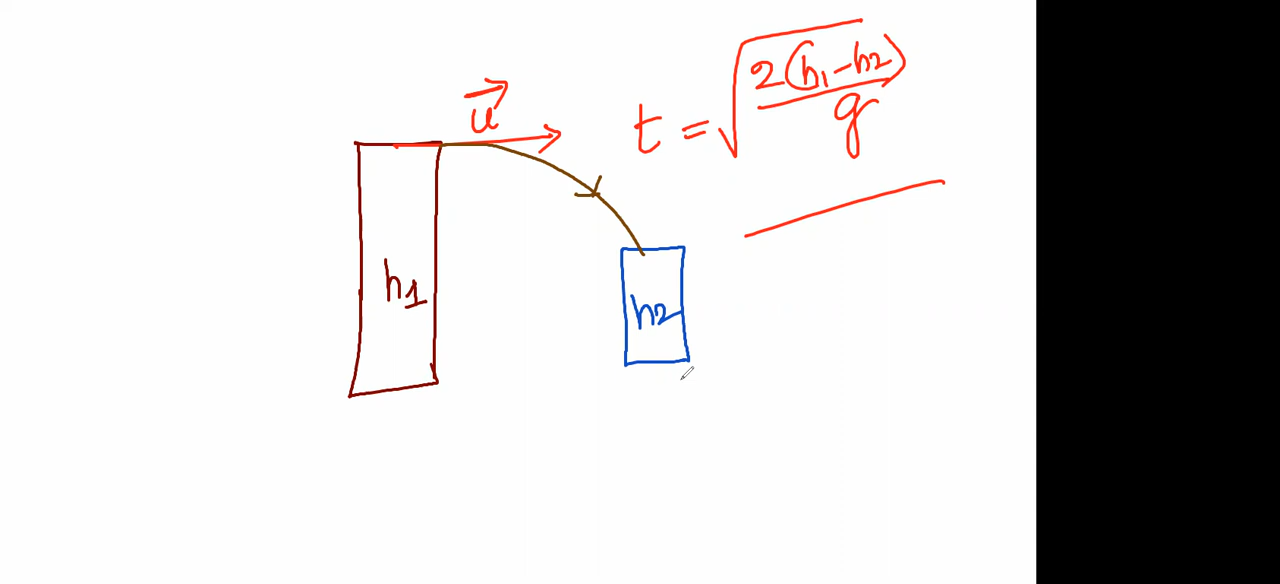 u⃗
t = √(2(h1-h2)/g)
h1
h2